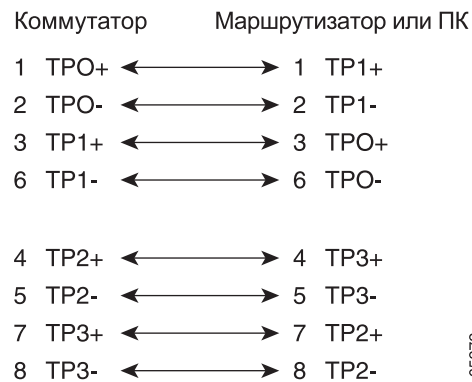 Коммутатор Маршрутизатор или ПК
1 TPO+ 1 TP1+
2 TPO- 2 TP1-
3 TP1+ 3 TPO+
6 TP1- 6 TPO-
4 TP2+ 4 TP3+
5 TP2- 5 TP3-
7 TP3+ 7 TP2+
8 TP3- 8 TP2-